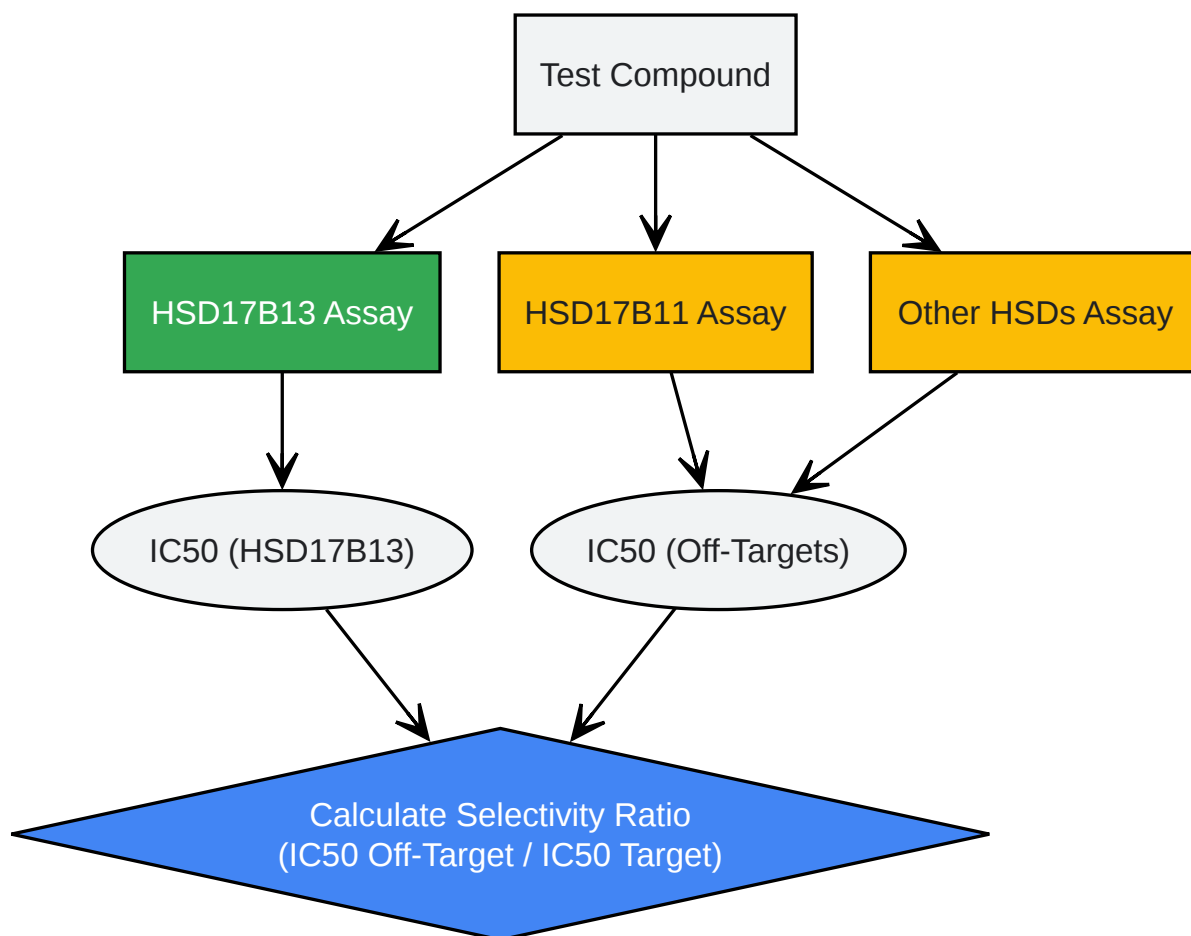 Test Compound
HSD17B13 Assay
HSD17B11 Assay
Other HSDs Assay
IC50 (HSD17B13)
IC50 (Off-Targets)
Calculate Selectivity Ratio
(IC50 Off-Target / IC50 Target)